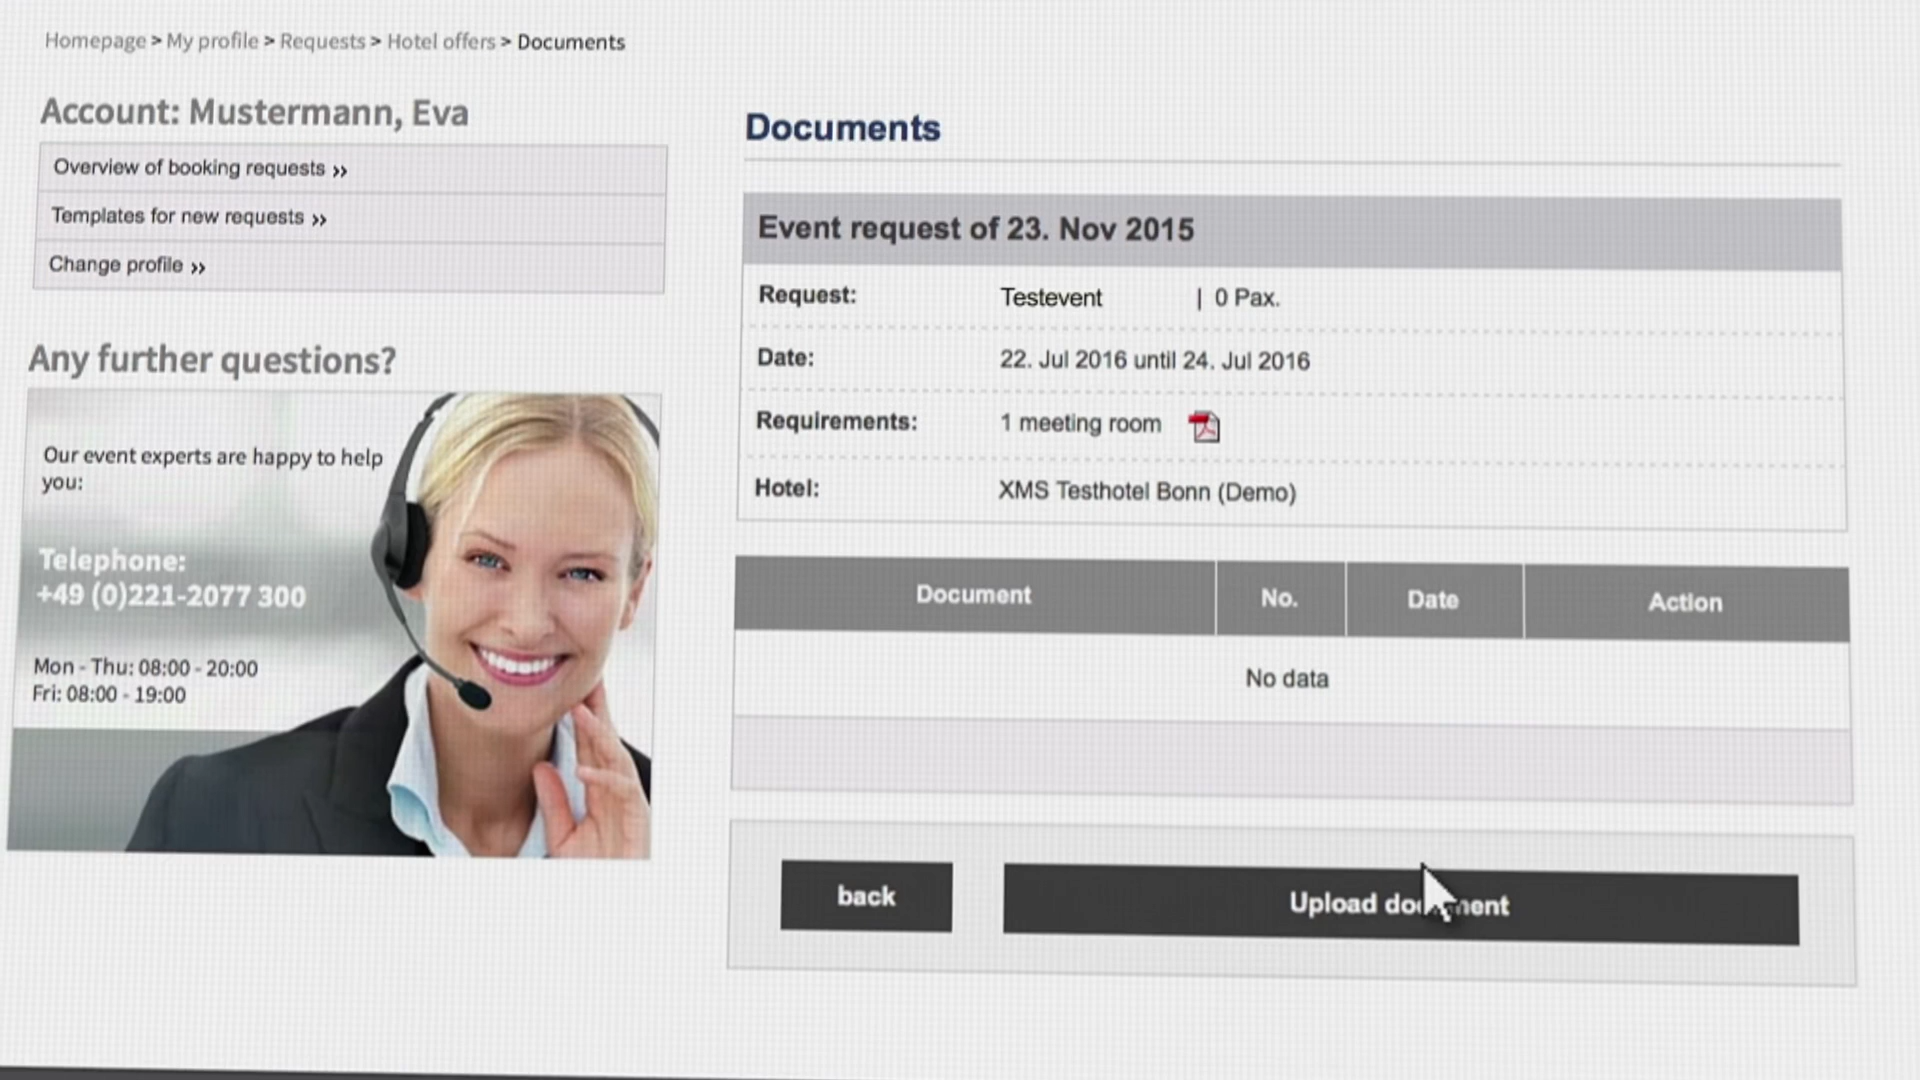 Homepage > My profile > Requests > Hotel offers > Documents
Account: Mustermann, Eva
Overview of booking requests »
Templates for new requests »
Change profile »
Any further questions?
Our event experts are happy to help
you:
Telephone:
+49 (0)221-2077 300
Mon - Thu: 08:00 - 20:00
Fri: 08:00 - 19:00
Documents
Event request of 23. Nov 2015
Request: Testevent | 0 Pax.
Date: 22. Jul 2016 until 24. Jul 2016
Requirements: 1 meeting room
Hotel: XMS Testhotel Bonn (Demo)
Document No. Date Action
No data
back
Upload document